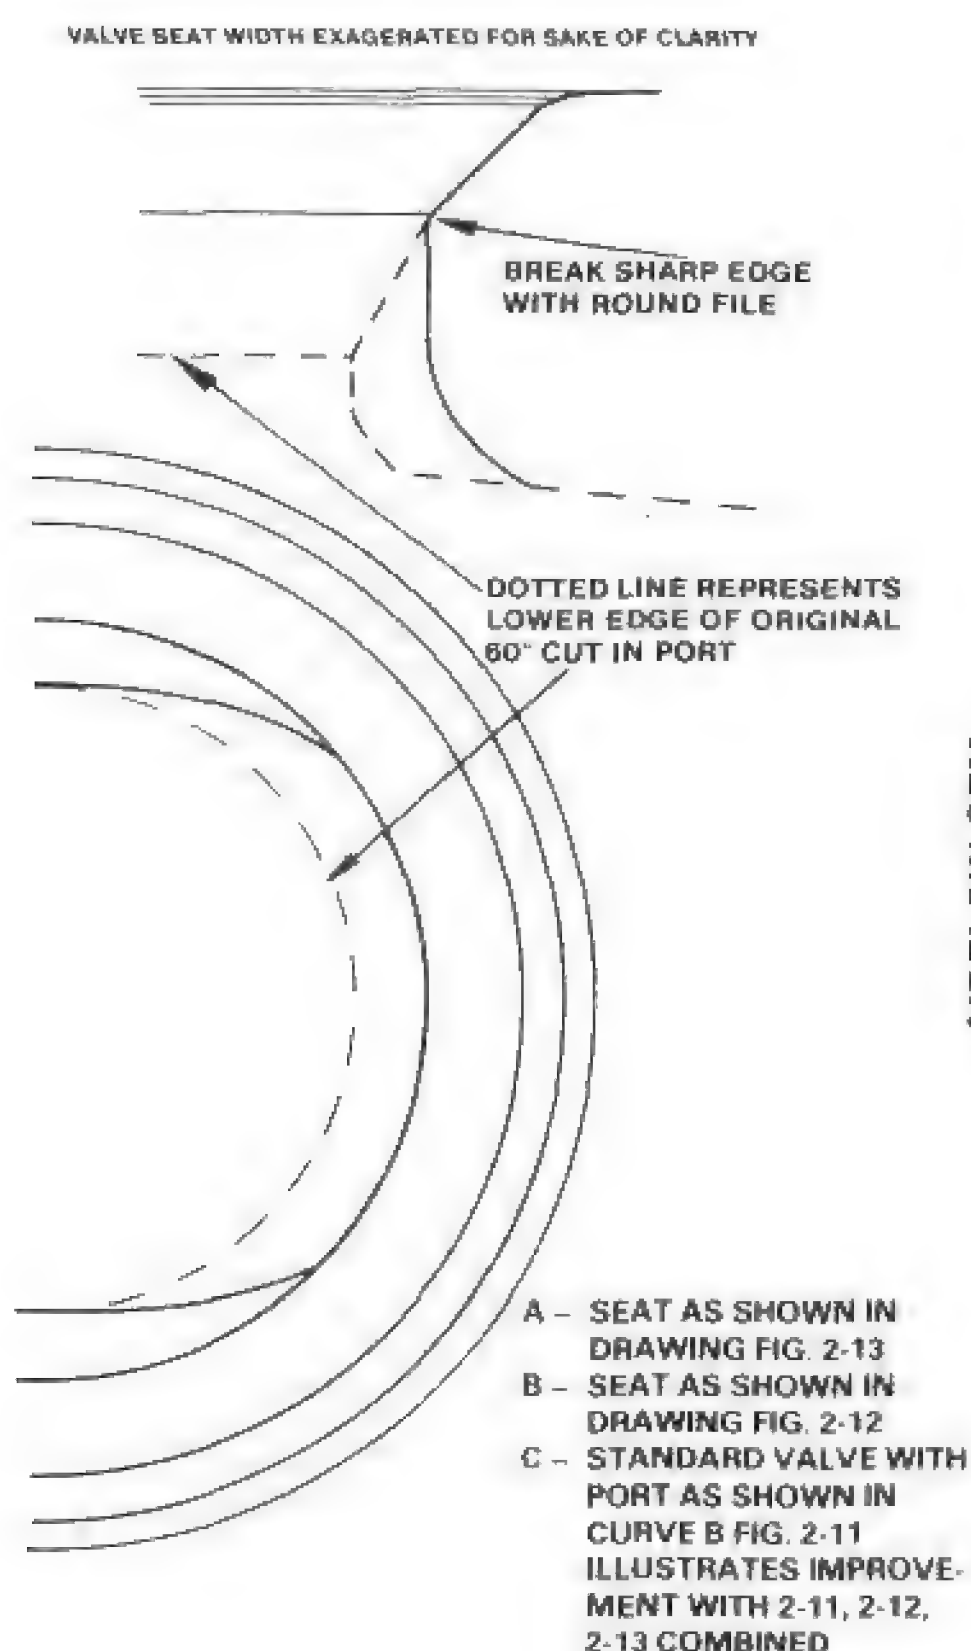 VALVE SEAT WIDTH EXAGERATED FOR SAKE OF CLARITY
BREAK SHARP EDGE
WITH ROUND FILE
DOTTED LINE REPRESENTS
LOWER EDGE OF ORIGINAL
60° CUT IN PORT
A – SEAT AS SHOWN IN
DRAWING FIG. 2-13
B – SEAT AS SHOWN IN
DRAWING FIG. 2-12
C – STANDARD VALVE WITH
PORT AS SHOWN IN
CURVE B FIG. 2-11
ILLUSTRATES IMPROVE-
MENT WITH 2-11, 2-12,
2-13 COMBINED